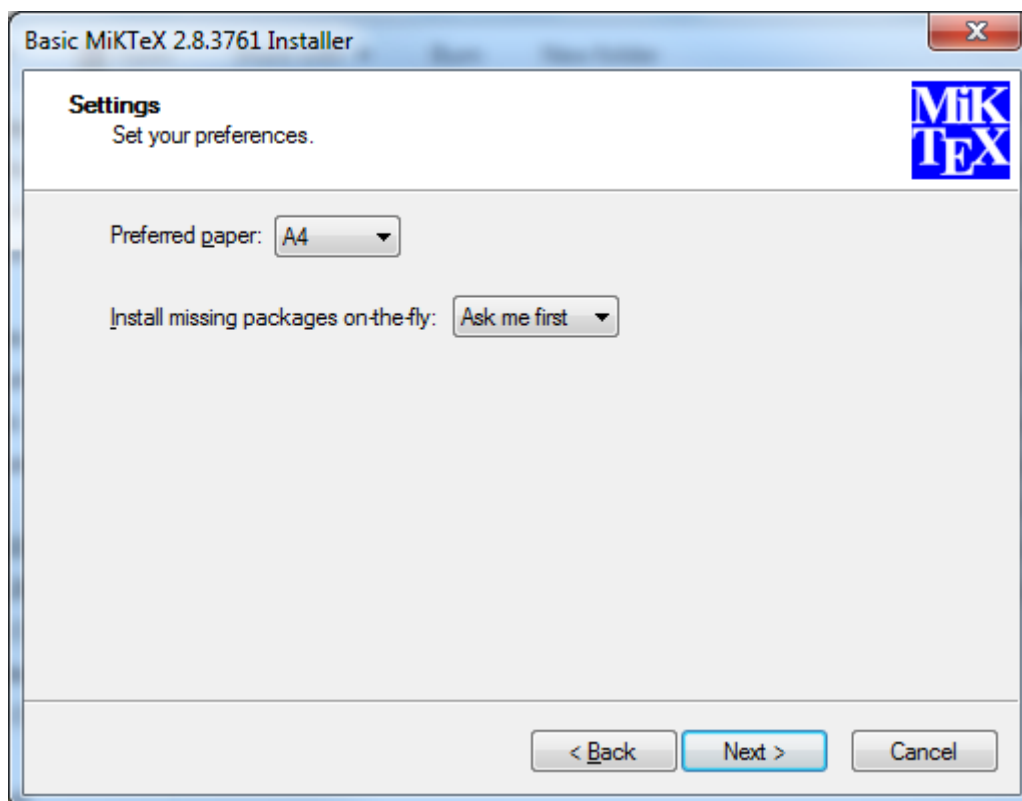 Basic MiKTeX 2.8.3761 Installer
Settings
Set your preferences.
MiK
TEX
Preferred paper: A4
Install missing packages on-the-fly: Ask me first
< Back Next > Cancel